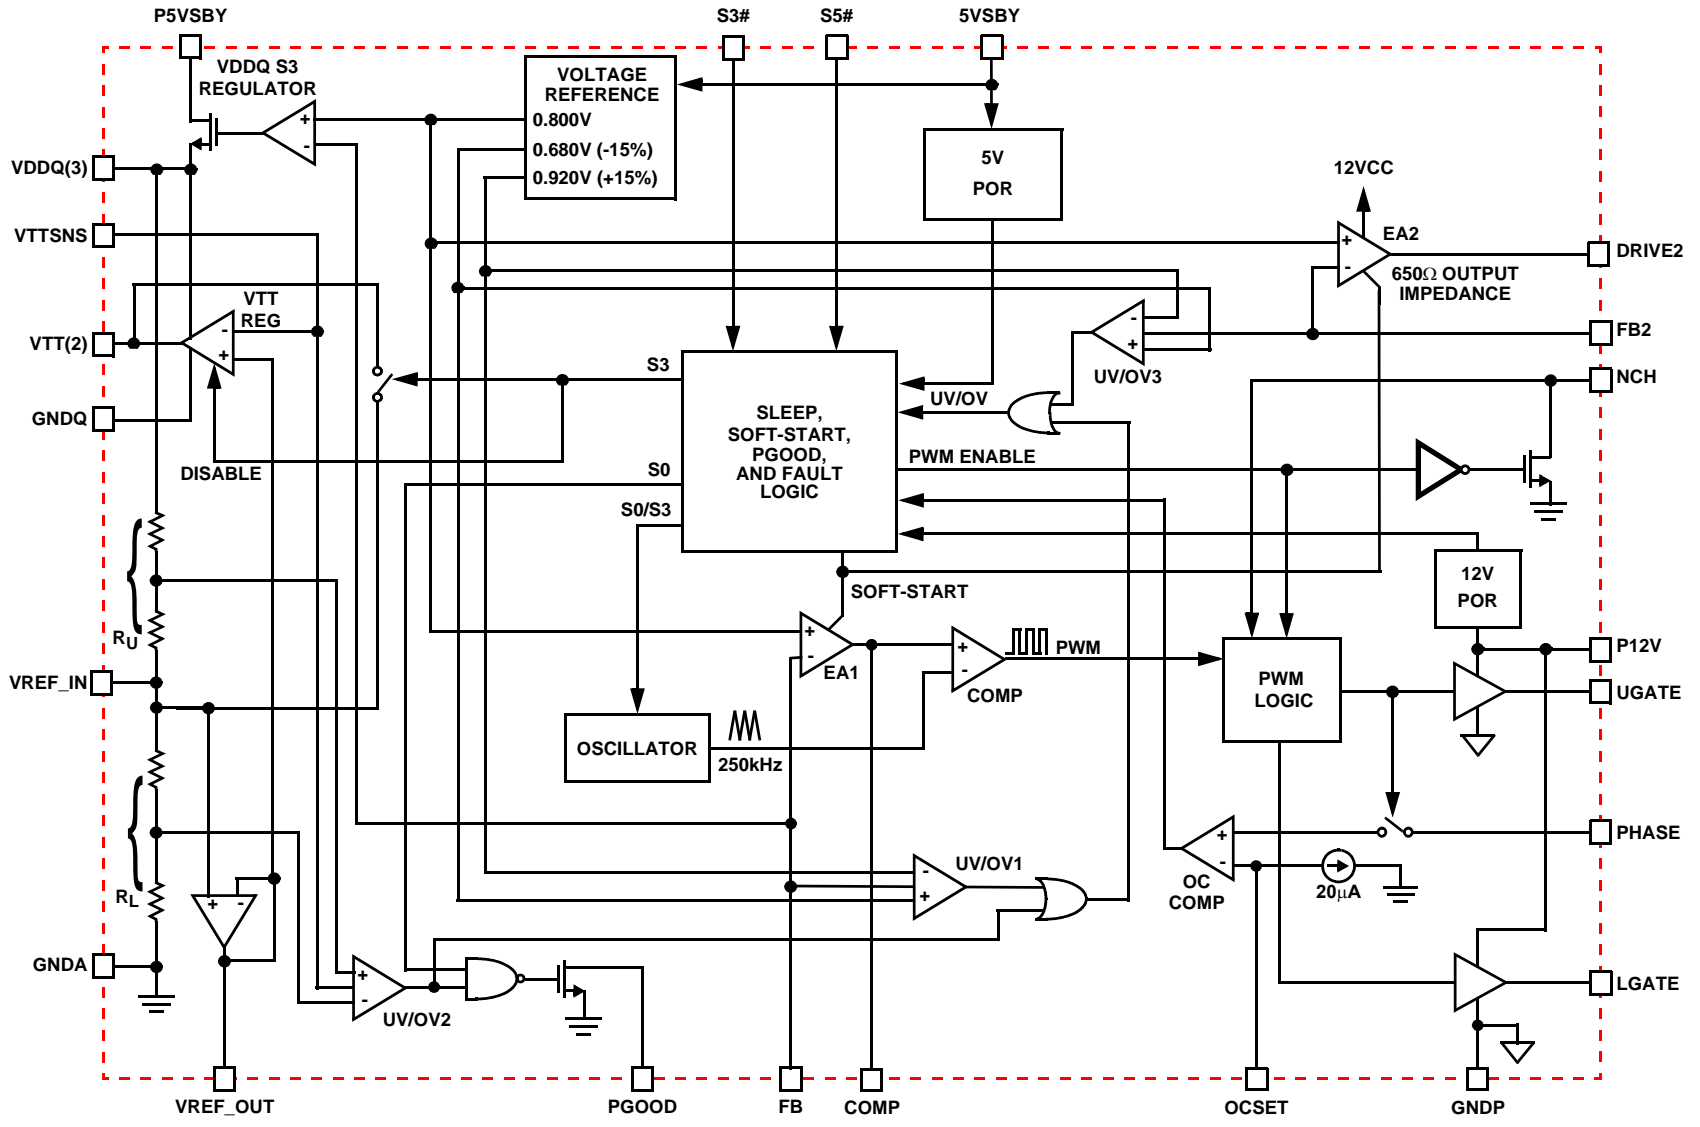 P5VSBY
S3#
S5#
5VSBY
VDDQ S3
REGULATOR
VOLTAGE
REFERENCE
0.800V
0.680V (-15%)
0.920V (+15%)
+
-
5V
POR
12VCC
VDDQ(3)
VTTSNS
VTT
REG
-
+
VTT(2)
GNDQ
DISABLE
+
-
EA2
650Ω OUTPUT
IMPEDANCE
DRIVE2
-
+
UV/OV3
FB2
NCH
S3
S0
S0/S3
SLEEP,
SOFT-START,
PGOOD,
AND FAULT
LOGIC
UV/OV
PWM ENABLE
SOFT-START
12V
POR
RU
VREF_IN
+
-
EA1
+
-
COMP
PWM
PWM
LOGIC
P12V
UGATE
OSCILLATOR
250kHz
PHASE
+
-
OC
COMP
20µA
-
+
UV/OV1
RL
+
-
GNDA
+
-
UV/OV2
LGATE
VREF_OUT
PGOOD
FB
COMP
OCSET
GNDP